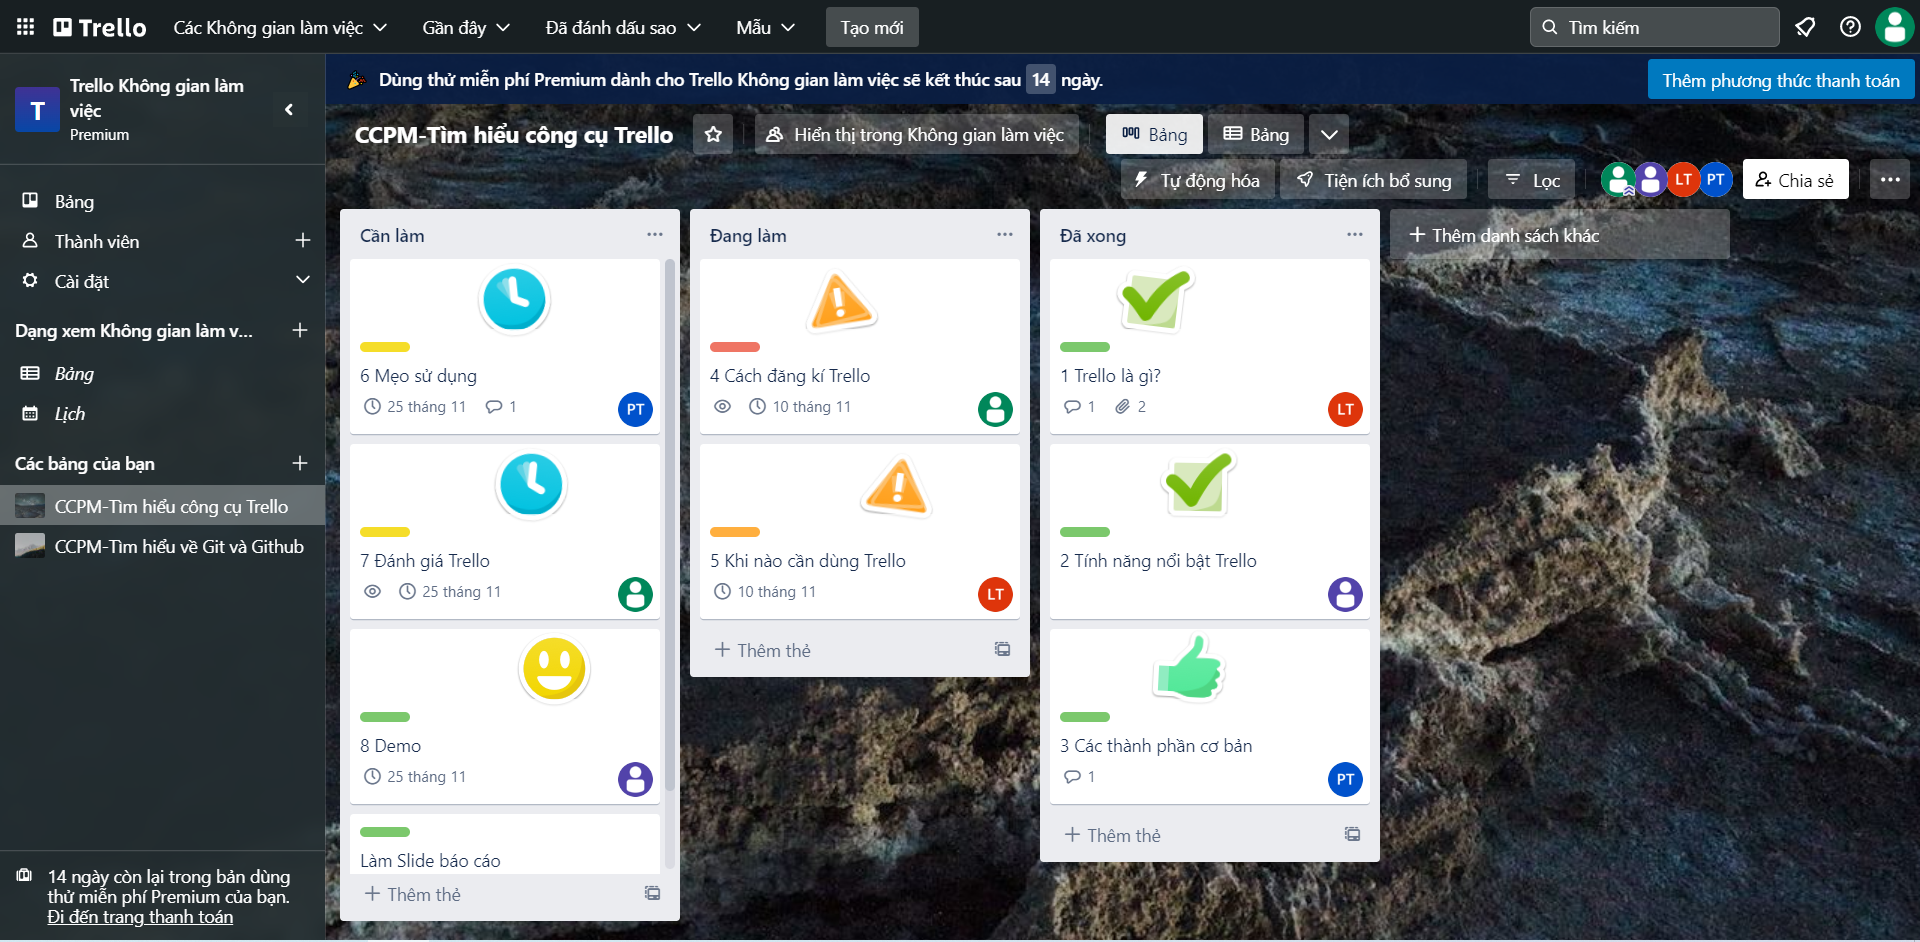 Trello
Các Không gian làm việc
Gần đây
Đã đánh dấu sao
Mẫu
Tạo mới
Tìm kiếm
T
Trello Không gian làm
việc
Premium
Dùng thử miễn phí Premium dành cho Trello Không gian làm việc sẽ kết thúc sau 14 ngày.
Thêm phương thức thanh toán
CCPM-Tìm hiểu công cụ Trello
Hiển thị trong Không gian làm việc
Bảng
Bảng
Tự động hóa
Tiện ích bổ sung
Lọc
LT
PT
Chia sẻ
Bảng
Thành viên
Cài đặt
Dạng xem Không gian làm v...
Bảng
Lịch
Các bảng của bạn
CCPM-Tìm hiểu công cụ Trello
CCPM-Tìm hiểu về Git và Github
14 ngày còn lại trong bản dùng
thử miễn phí Premium của bạn.
Đi đến trang thanh toán
Cần làm
6 Mẹo sử dụng
25 tháng 11
1
PT
7 Đánh giá Trello
25 tháng 11
8 Demo
25 tháng 11
Làm Slide báo cáo
Thêm thẻ
Đang làm
4 Cách đăng kí Trello
10 tháng 11
5 Khi nào cần dùng Trello
10 tháng 11
LT
Thêm thẻ
Đã xong
1 Trello là gì?
1
2
LT
2 Tính năng nổi bật Trello
3 Các thành phần cơ bản
1
PT
Thêm thẻ
Thêm danh sách khác